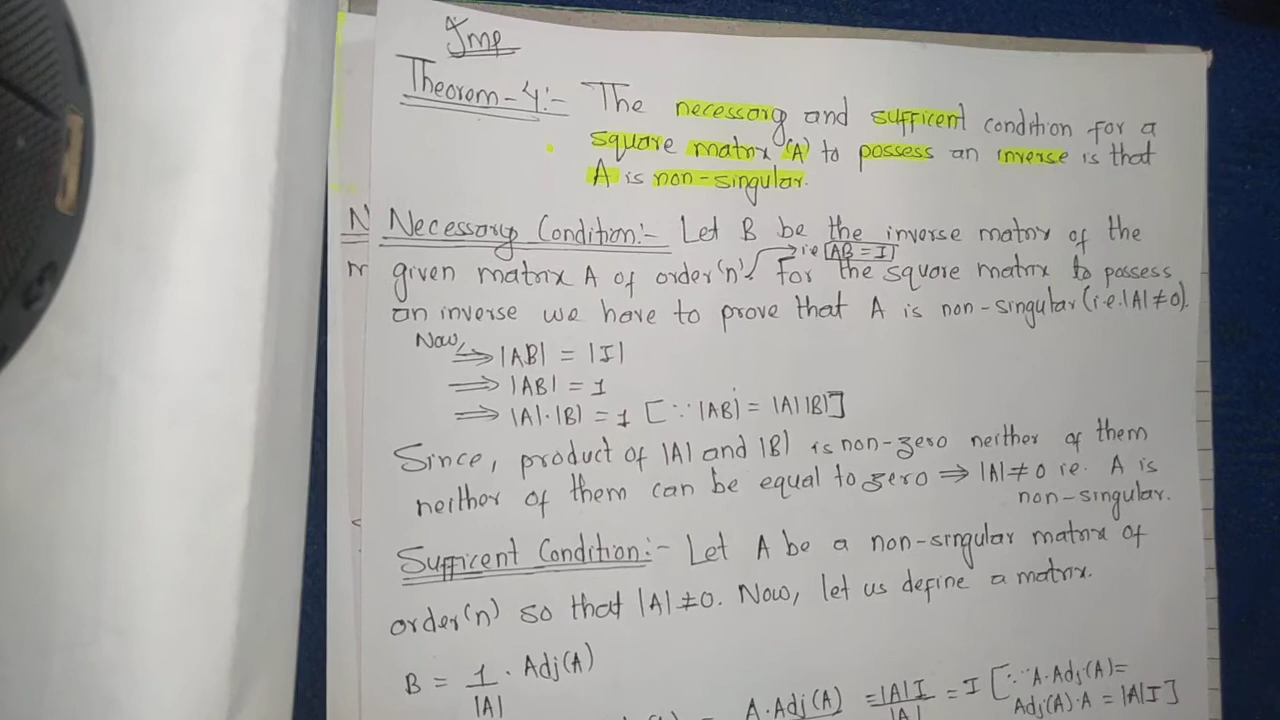 Imp
Theorem-4:- The necessary and sufficent condition for a
square matrix (A) to possess an inverse is that
A is non-singular.
N Necessary Condition:- Let B be the inverse matrix of the
i.e AB = I
m given matrix A of order(n). For the square matrix to possess
an inverse we have to prove that A is non-singular (i.e. |A| ≠ 0).
Now, ⟹ |AB| = |I|
⟹ |AB| = 1
⟹ |A|·|B| = 1 [∵ |AB| = |A||B|]
Since, product of |A| and |B| is non-zero neither of them
neither of them can be equal to zero ⟹ |A| ≠ 0 ie. A is
non-singular.
Sufficent Condition:- Let A be a non-singular matrix of
order(n) so that |A| ≠ 0. Now, let us define a matrix.
B = 1/|A| . Adj(A)
A.Adj(A) = |A|I/|A| = I [∵ A.Adj(A)=
Adj(A).A = |A|I]